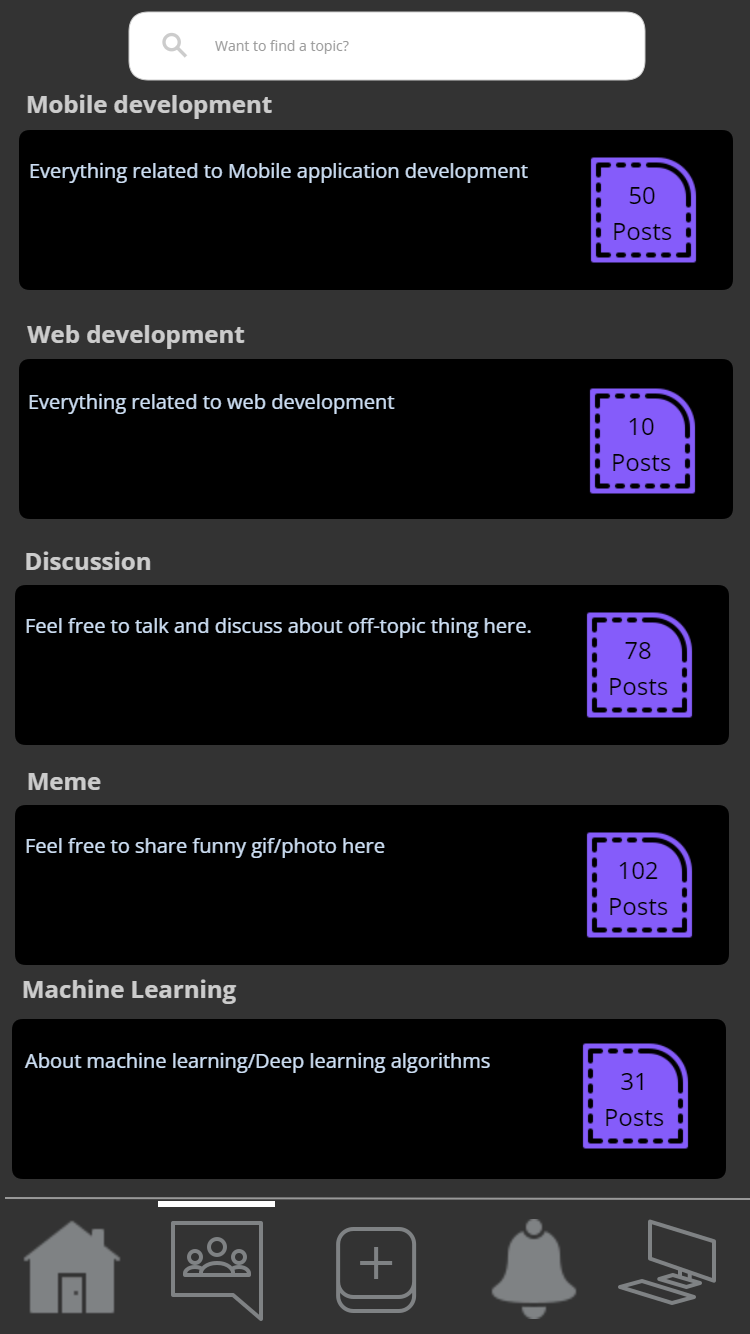 Want to find a topic?
Mobile development
Everything related to Mobile application development
50
Posts
Web development
Everything related to web development
10
Posts
Discussion
Feel free to talk and discuss about off-topic thing here.
78
Posts
Meme
Feel free to share funny gif/photo here
102
Posts
Machine Learning
About machine learning/Deep learning algorithms
31
Posts